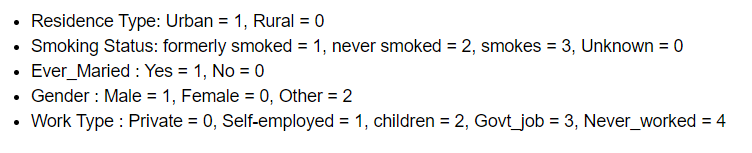 • Residence Type: Urban = 1, Rural = 0
• Smoking Status: formerly smoked = 1, never smoked = 2, smokes = 3, Unknown = 0
• Ever_Maried : Yes = 1, No = 0
• Gender : Male = 1, Female = 0, Other = 2
• Work Type : Private = 0, Self-employed = 1, children = 2, Govt_job = 3, Never_worked = 4